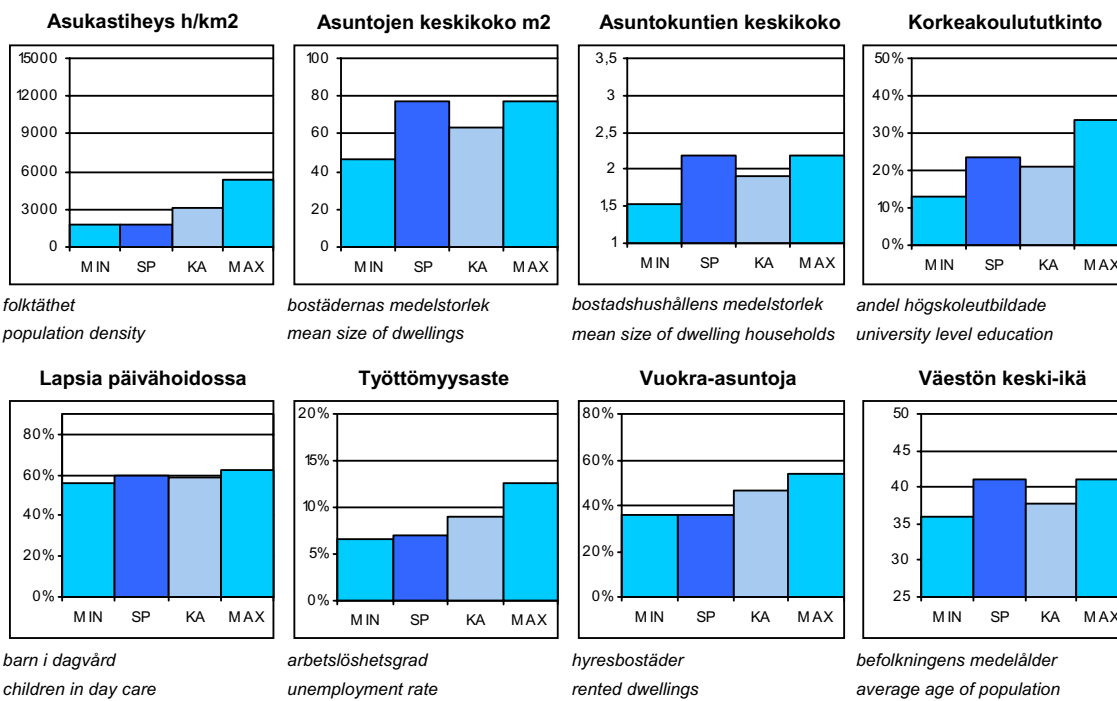 Asukastiheys h/km2
15000
12000
9000
6000
3000
0
MIN SP KA MAX
folktäthet
population density
Asuntojen keskikoko m2
100
80
60
40
20
0
MIN SP KA MAX
bostädernas medelstorlek
mean size of dwellings
Asuntokuntien keskikoko
3,5
3
2,5
2
1,5
1
MIN SP KA MAX
bostadshushållens medelstorlek
mean size of dwelling households
Korkeakoulututkinto
50%
40%
30%
20%
10%
0%
MIN SP KA MAX
andel högskoleutbildade
university level education
Lapsia päivähoidossa
80%
60%
40%
20%
0%
MIN SP KA MAX
barn i dagvård
children in day care
Työttömyysaste
20%
15%
10%
5%
0%
MIN SP KA MAX
arbetslöshetsgrad
unemployment rate
Vuokra-asuntoja
80%
60%
40%
20%
0%
MIN SP KA MAX
hyresbostäder
rented dwellings
Väestön keski-ikä
50
45
40
35
30
25
MIN SP KA MAX
befolkningens medelålder
average age of population